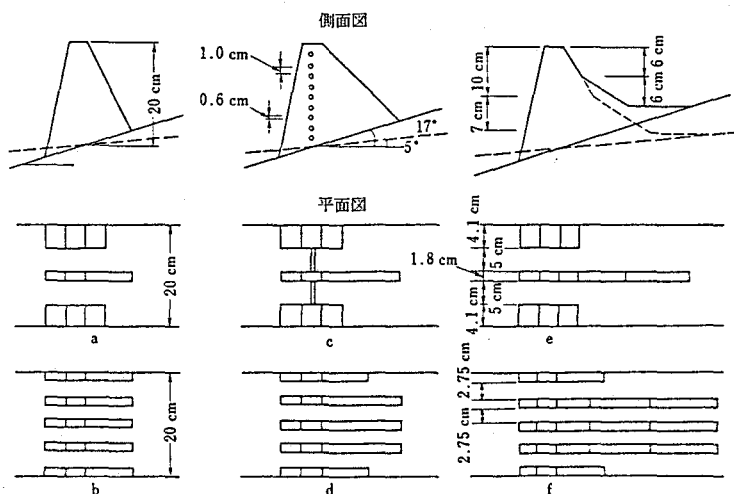 側面図
1.0 cm
0.6 cm
20 cm
17°
5°
10 cm
7 cm
6 cm
6 cm
平面図
20 cm
1.8 cm
4.1 cm
5 cm
5 cm
4.1 cm
a
c
e
20 cm
2.75 cm
2.75 cm
b
d
f